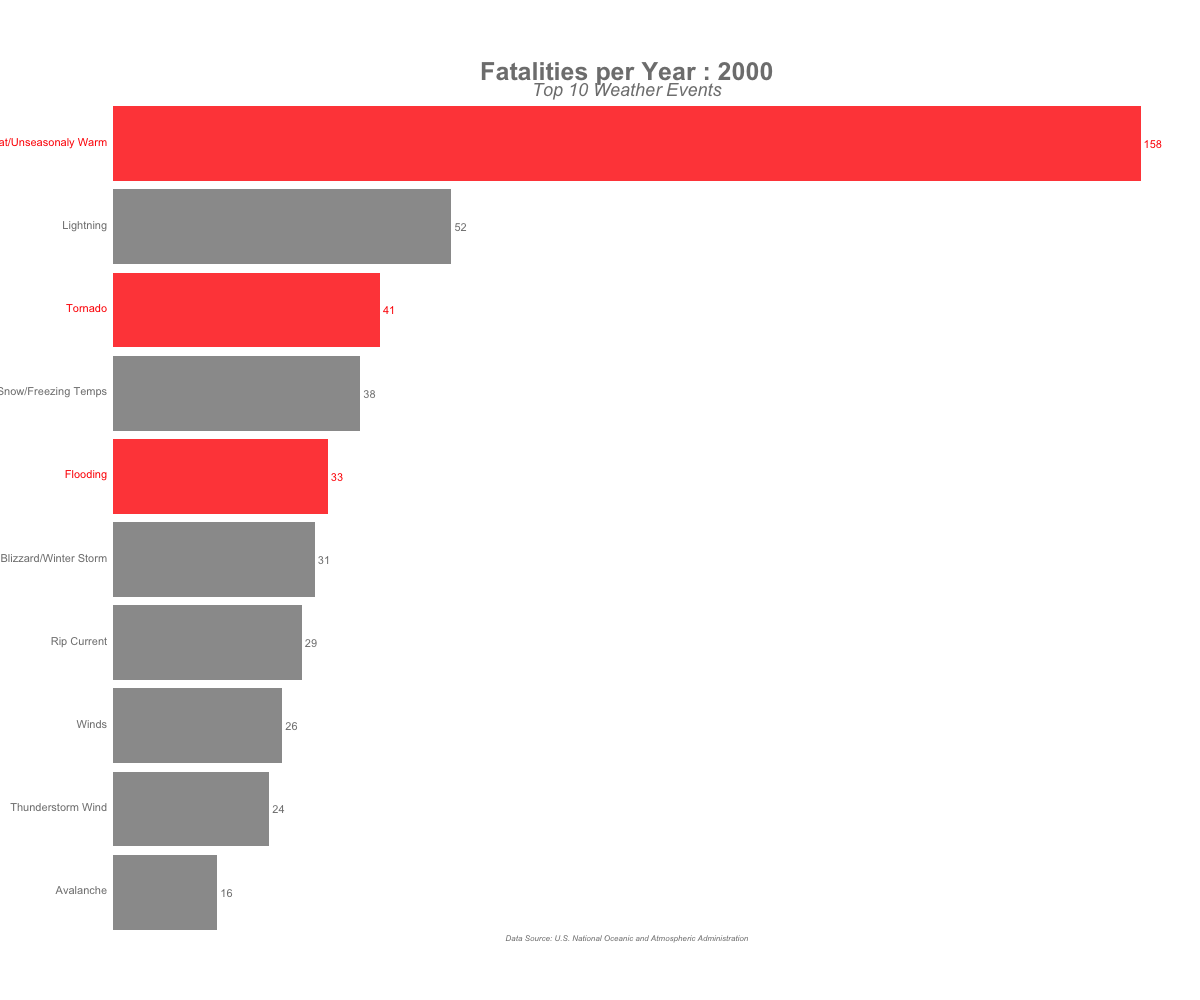 Fatalities per Year : 2000
Top 10 Weather Events
at/Unseasonaly Warm 158
Lightning 52
Tornado 41
Snow/Freezing Temps 38
Flooding 33
Blizzard/Winter Storm 31
Rip Current 29
Winds 26
Thunderstorm Wind 24
Avalanche 16
Data Source: U.S. National Oceanic and Atmospheric Administration